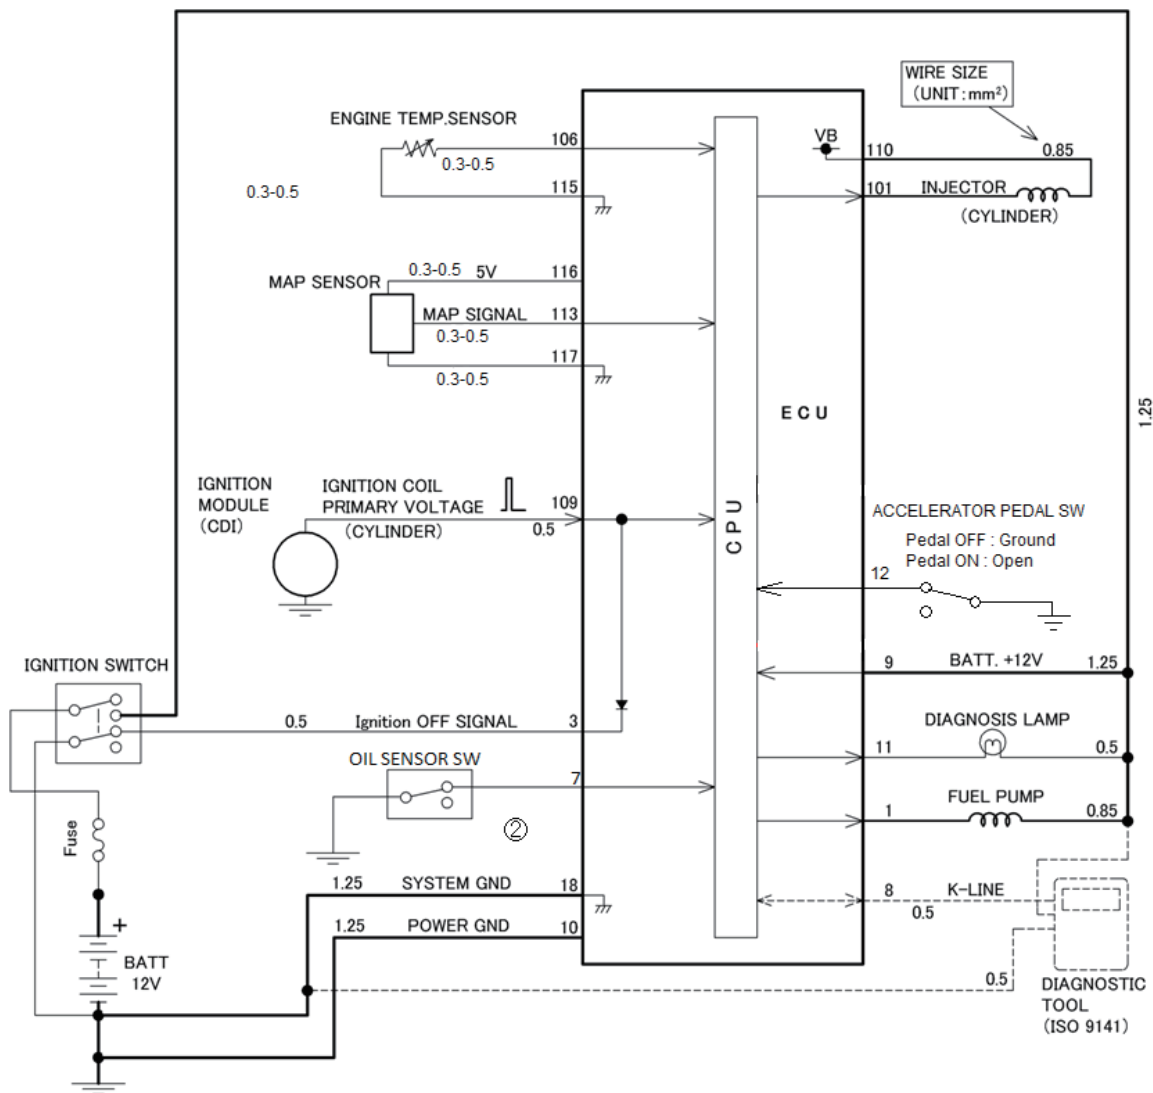 WIRE SIZE
(UNIT : mm²)
ENGINE TEMP.SENSOR
106
0.3-0.5
0.3-0.5
115
VB
110
0.85
101
INJECTOR
(CYLINDER)
0.3-0.5
5V
116
MAP SENSOR
MAP SIGNAL
113
0.3-0.5
117
0.3-0.5
ECU
1.25
IGNITION
MODULE
(CDI)
IGNITION COIL
PRIMARY VOLTAGE
(CYLINDER)
109
0.5
CPU
ACCELERATOR PEDAL SW
Pedal OFF : Ground
Pedal ON : Open
12
IGNITION SWITCH
9
BATT. +12V
1.25
0.5
Ignition OFF SIGNAL
3
DIAGNOSIS LAMP
11
0.5
OIL SENSOR SW
7
②
FUEL PUMP
1
0.85
Fuse
1.25
SYSTEM GND
18
8
K-LINE
0.5
1.25
POWER GND
10
+
BATT
12V
0.5
DIAGNOSTIC
TOOL
(ISO 9141)